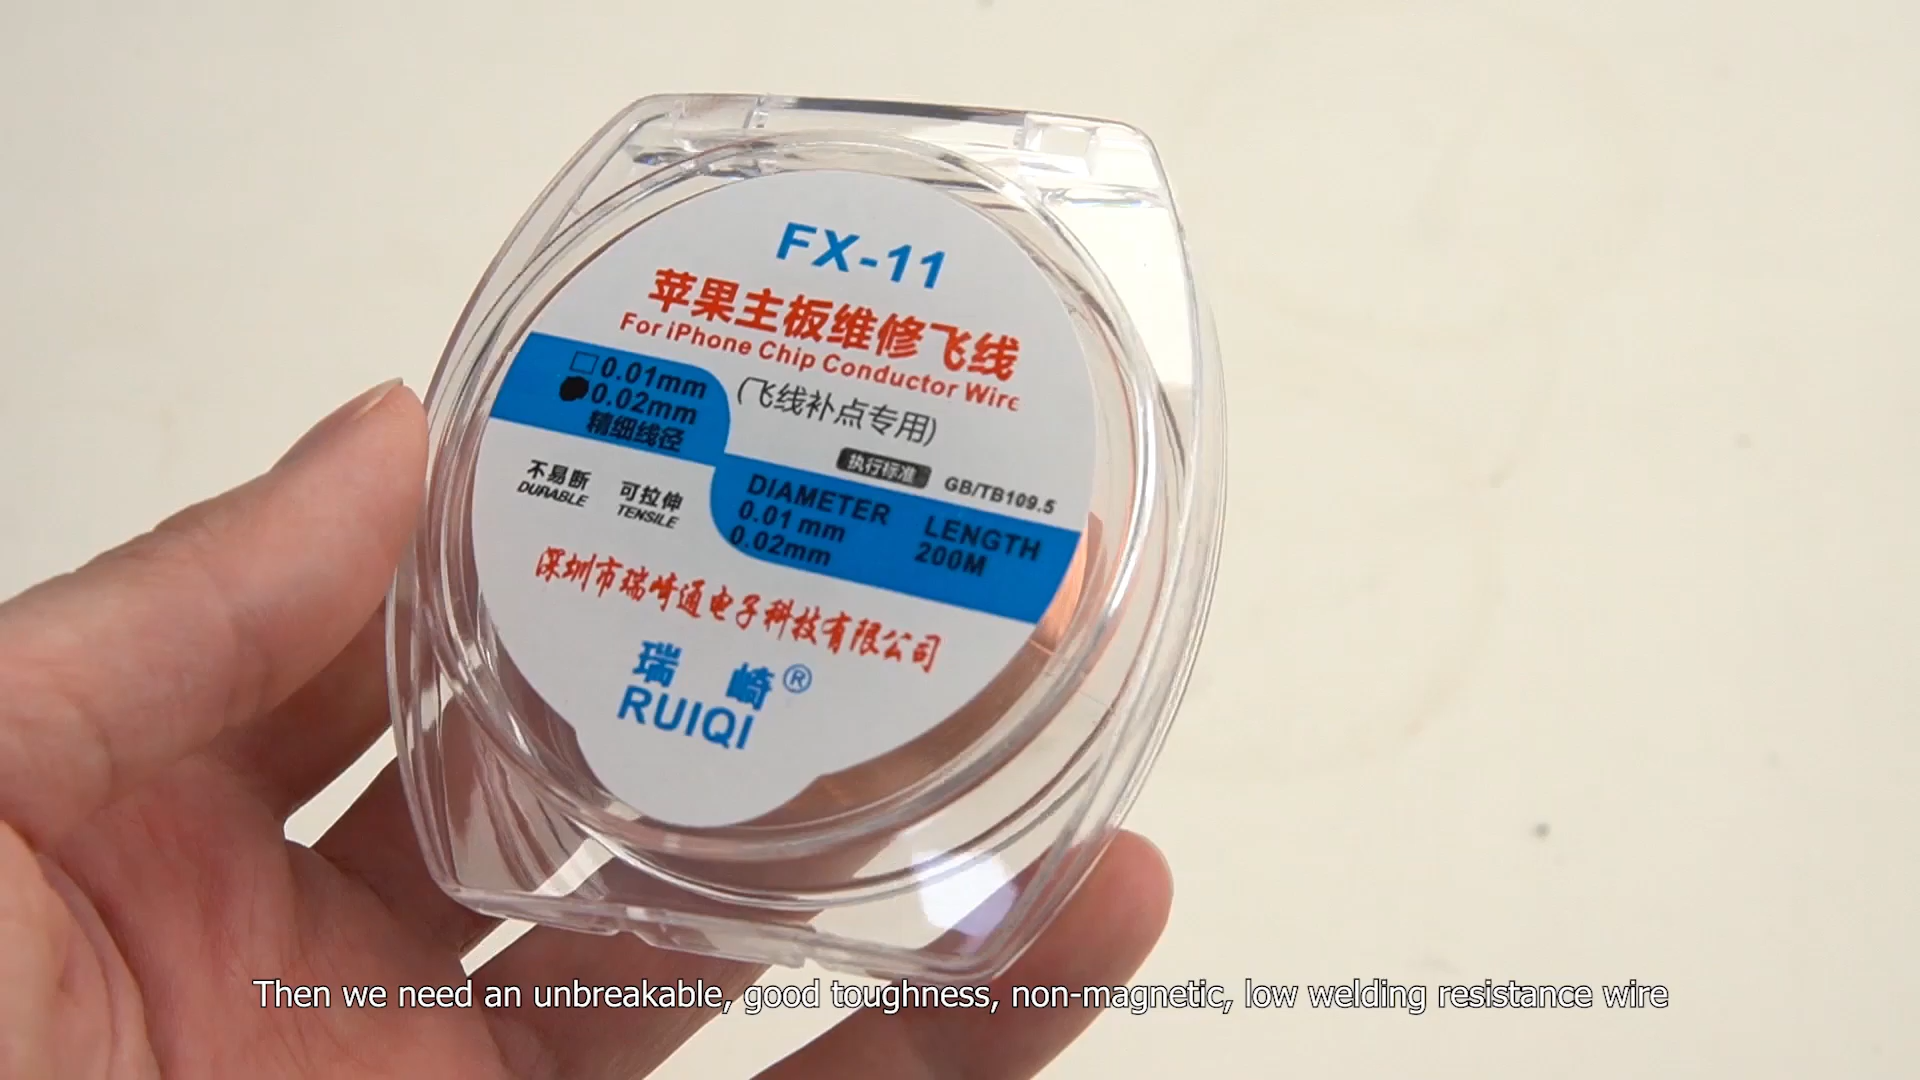 FX-11
苹果主板维修飞线
For iPhone Chip Conductor Wire
0.01mm
0.02mm
精细线径
(飞线补点专用)
执行标准 GB/TB109.5
不易断 可拉伸
DURABLE TENSILE
DIAMETER LENGTH
0.01mm 200M
0.02mm
深圳市瑞崎通电子科技有限公司
瑞崎®
RUIQI
Then we need an unbreakable, good toughness, non-magnetic, low welding resistance wire